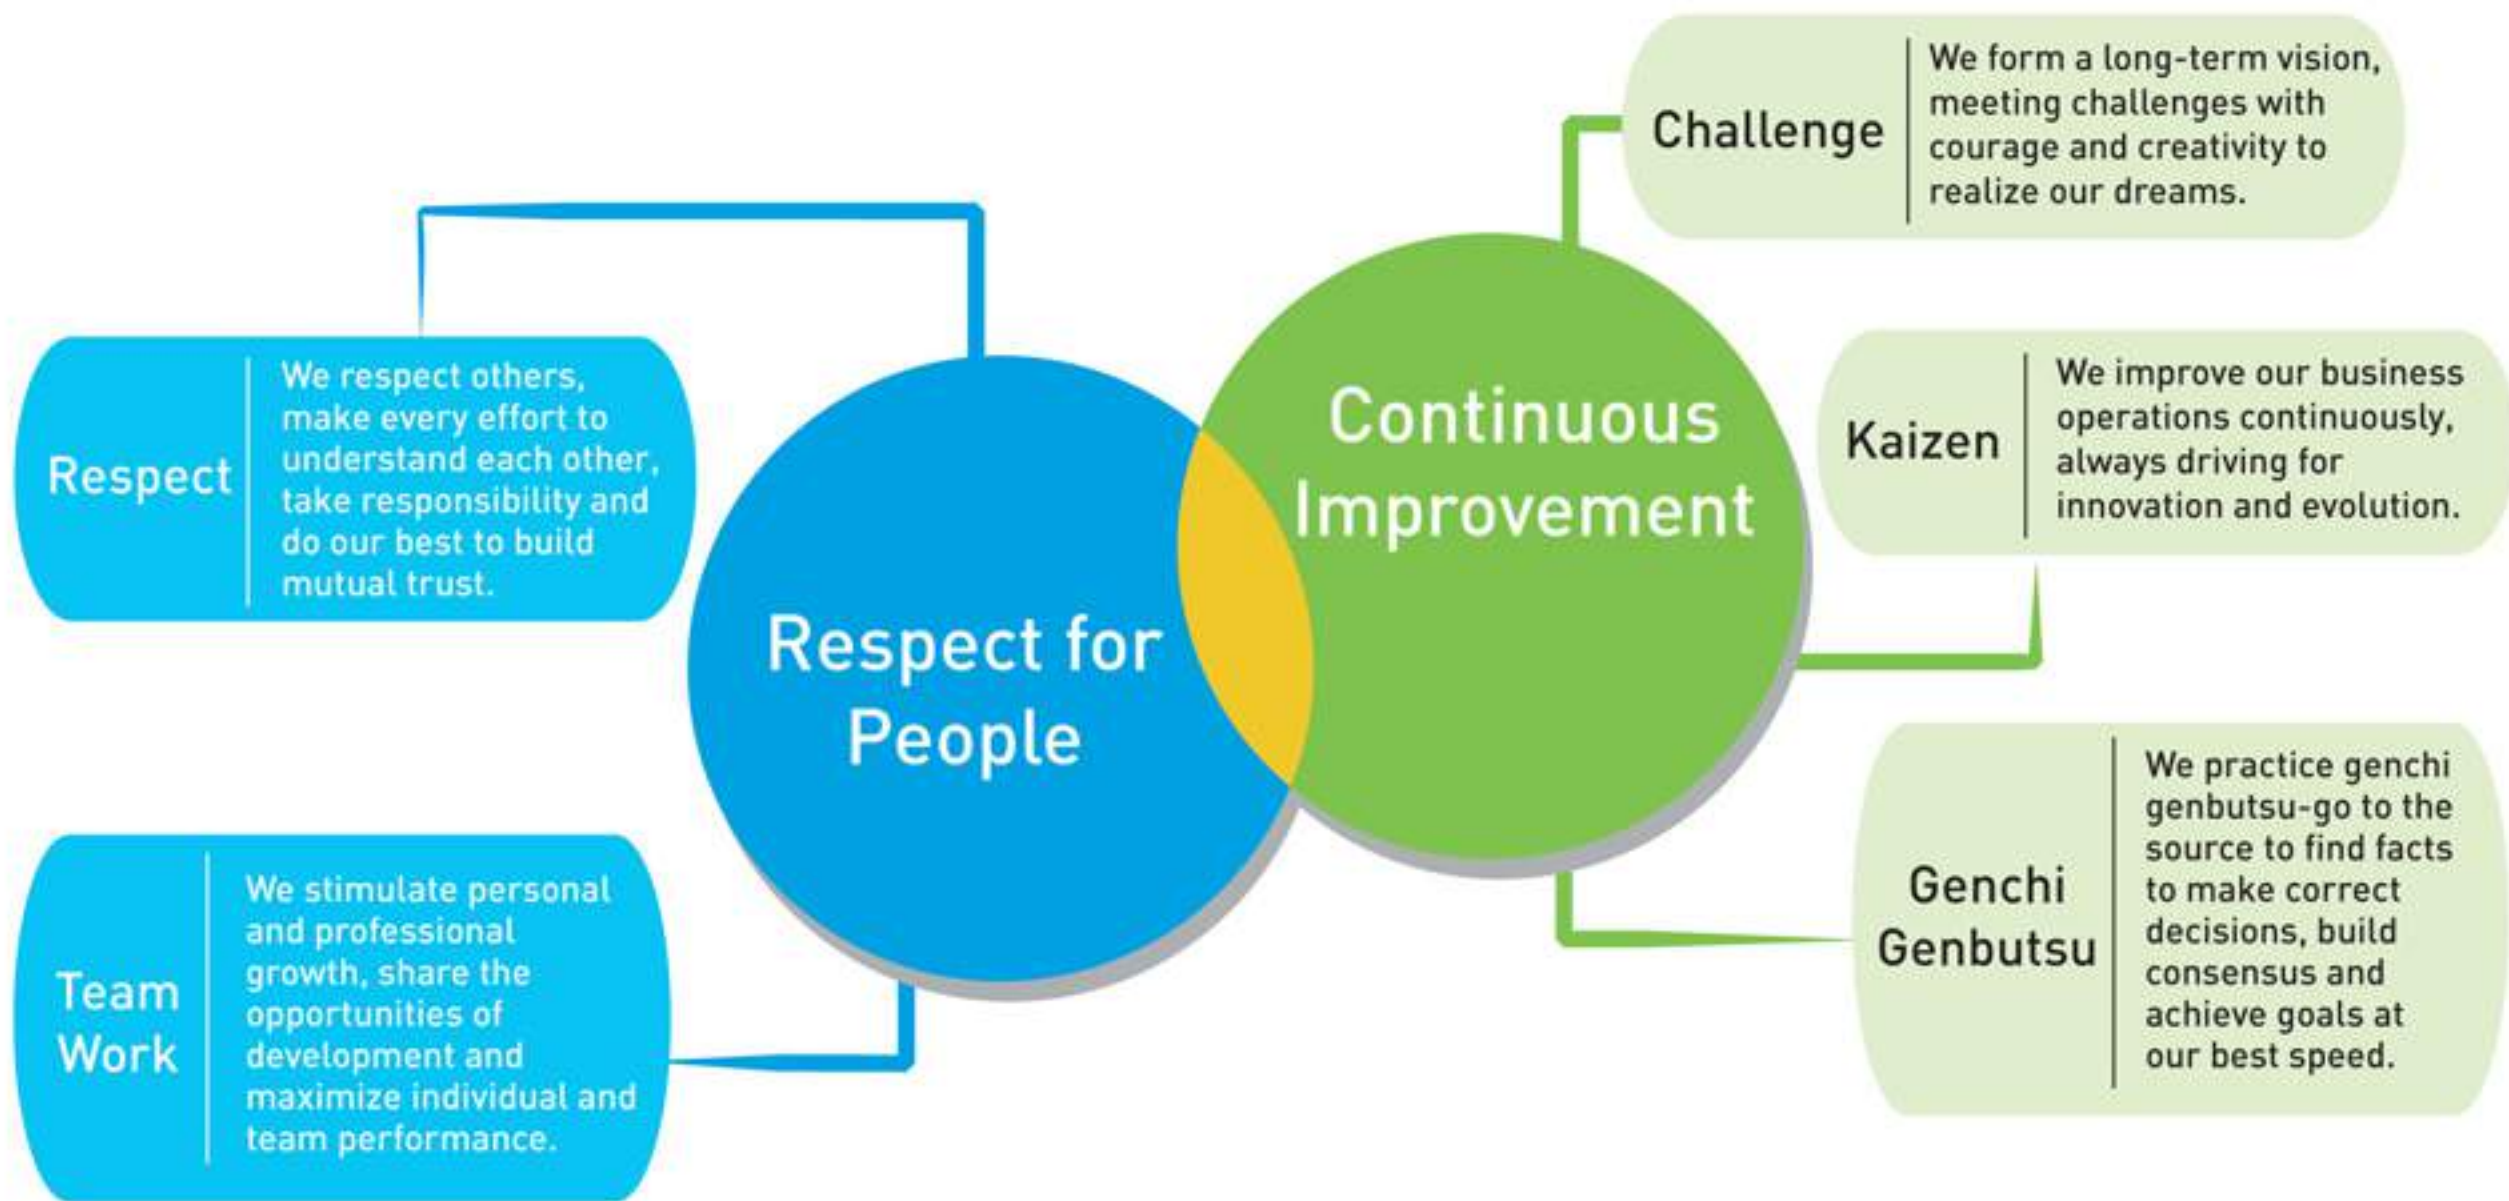 Respect
We respect others,
make every effort to
understand each other,
take responsibility and
do our best to build
mutual trust.
Team
Work
We stimulate personal
and professional
growth, share the
opportunities of
development and
maximize individual and
team performance.
Respect for
People
Continuous
Improvement
Challenge
We form a long-term vision,
meeting challenges with
courage and creativity to
realize our dreams.
Kaizen
We improve our business
operations continuously,
always driving for
innovation and evolution.
Genchi
Genbutsu
We practice genchi
genbutsu-go to the
source to find facts
to make correct
decisions, build
consensus and
achieve goals at
our best speed.